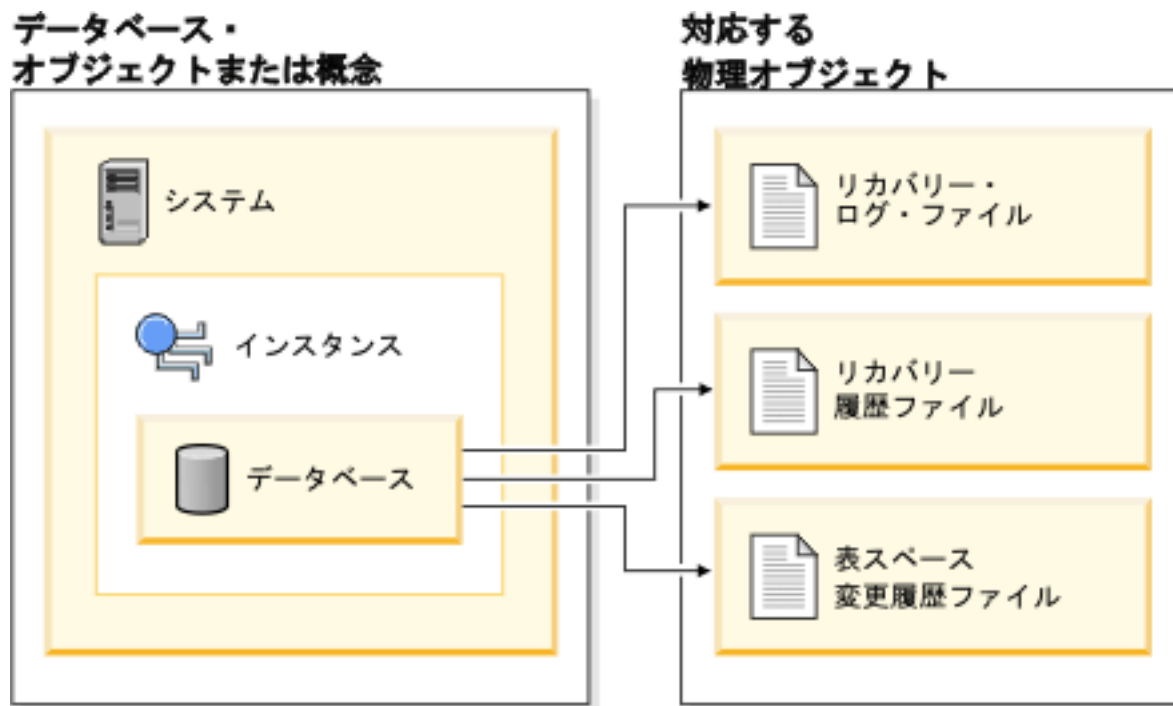 データベース・
オブジェクトまたは概念
システム
インスタンス
データベース
対応する
物理オブジェクト
リカバリー・
ログ・ファイル
リカバリー
履歴ファイル
表スペース
変更履歴ファイル